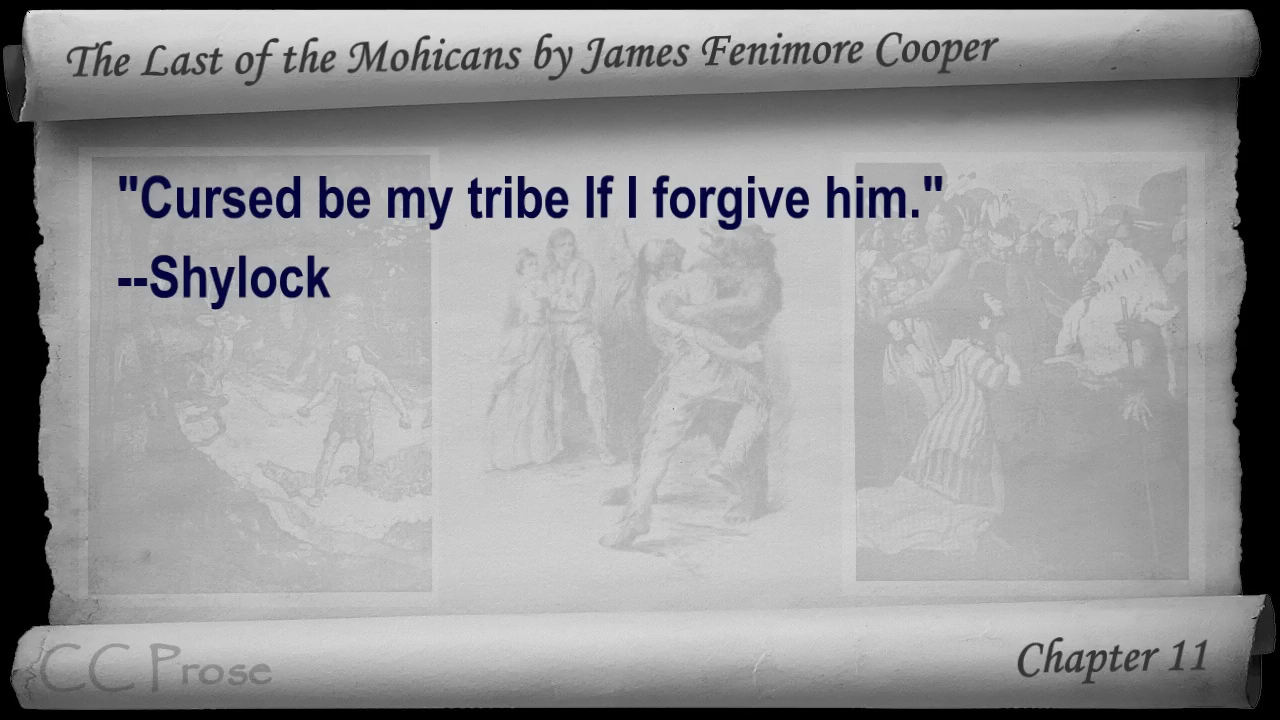 The Last of the Mohicans by James Fenimore Cooper
"Cursed be my tribe If I forgive him."
--Shylock
CC Prose
Chapter 11